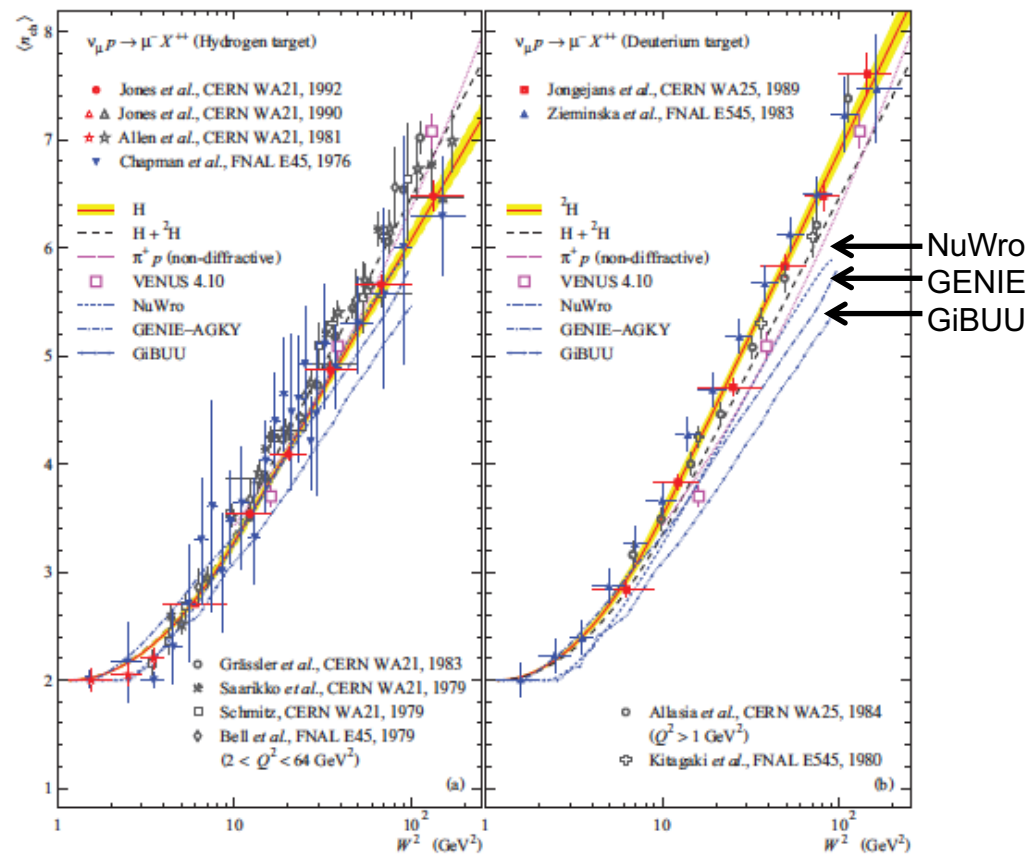 ⟨n_ch⟩
8
7
6
5
4
3
2
1
ν_μ p → μ⁻ X⁺⁺ (Hydrogen target)
Jones et al., CERN WA21, 1992
Jones et al., CERN WA21, 1990
Allen et al., CERN WA21, 1981
Chapman et al., FNAL E45, 1976
H
H + ²H
π⁺ p (non-diffractive)
VENUS 4.10
NuWro
GENIE–AGKY
GiBUU
Grässler et al., CERN WA21, 1983
Saarikko et al., CERN WA21, 1979
Schmitz, CERN WA21, 1979
Bell et al., FNAL E45, 1979
(2 < Q² < 64 GeV²)
(a)
1 10 10²
W² (GeV²)
ν_μ p → μ⁻ X⁺⁺ (Deuterium target)
Jongejans et al., CERN WA25, 1989
Zieminska et al., FNAL E545, 1983
²H
H + ²H
π⁺ p (non-diffractive)
VENUS 4.10
NuWro
GENIE–AGKY
GiBUU
Allasia et al., CERN WA25, 1984
(Q² > 1 GeV²)
Kitagaki et al., FNAL E545, 1980
(b)
1 10 10²
W² (GeV²)
NuWro
GENIE
GiBUU